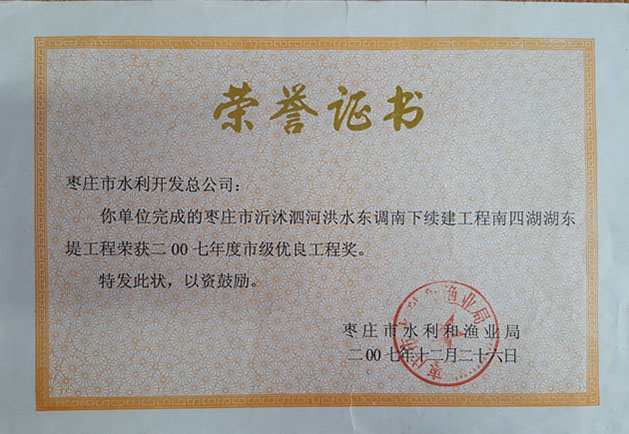 荣誉证书
枣庄市水利开发总公司：
你单位完成的枣庄市沂沭泗河洪水东调南下续建工程南四湖湖东
堤工程荣获二00七年度市级优良工程奖。
特发此状，以资鼓励。
枣庄市水利和渔业局
二00七年十二月二十六日